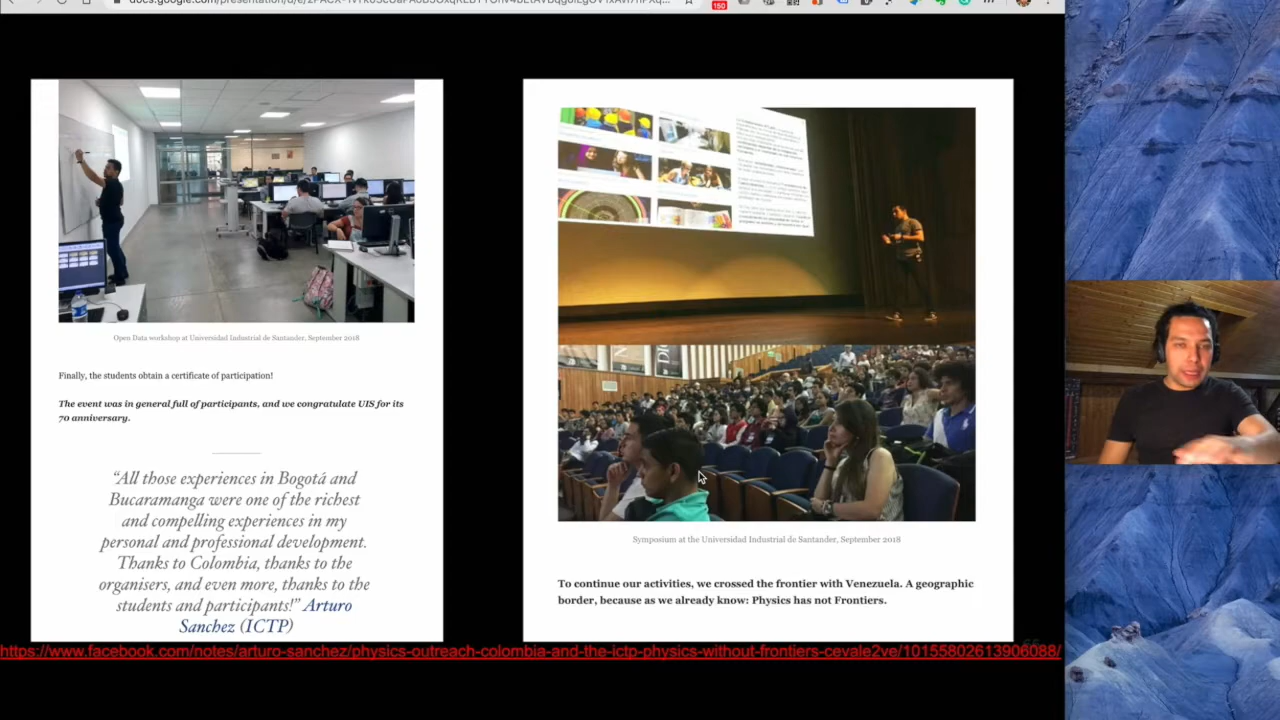 150
Open Data workshop at Universidad Industrial de Santander, September 2018
Finally, the students obtain a certificate of participation!
The event was in general full of participants, and we congratulate UIS for its
70 anniversary.
“All those experiences in Bogotá and
Bucaramanga were one of the richest
and compelling experiences in my
personal and professional development.
Thanks to Colombia, thanks to the
organisers, and even more, thanks to the
students and participants!” Arturo
Sanchez (ICTP)
Symposium at the Universidad Industrial de Santander, September 2018
To continue our activities, we crossed the frontier with Venezuela. A geographic
border, because as we already know: Physics has not Frontiers.
https://www.facebook.com/notes/arturo-sanchez/physics-outreach-colombia-and-the-ictp-physics-without-frontiers-cevale2ve/10155802613906088/